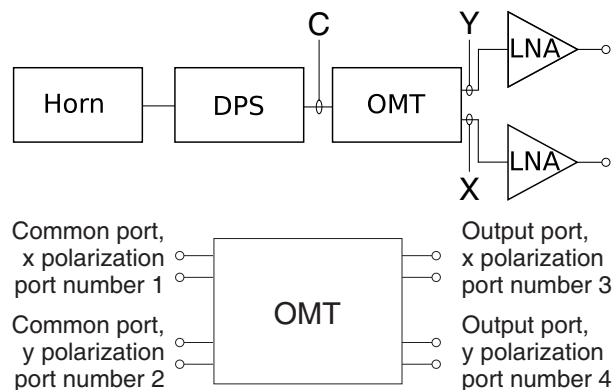 C
Y
LNA
Horn
DPS
OMT
X
LNA
Common port,
x polarization
port number 1
Output port,
x polarization
port number 3
OMT
Common port,
y polarization
port number 2
Output port,
y polarization
port number 4